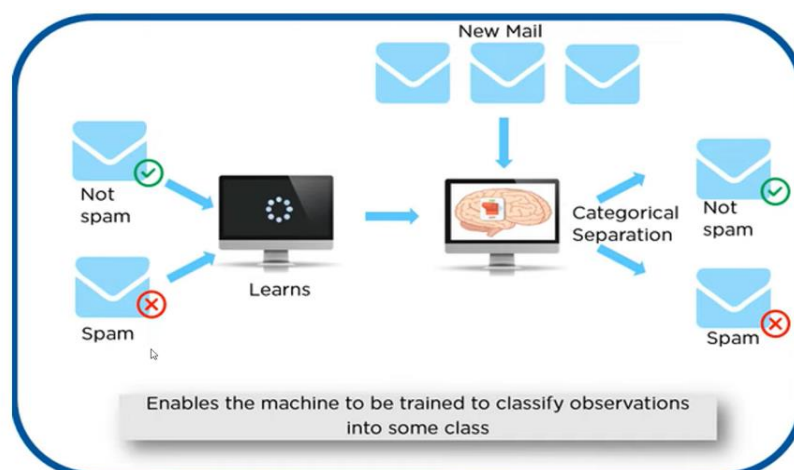 New Mail
Not
spam
Spam
Learns
Categorical
Separation
Not
spam
Spam
Enables the machine to be trained to classify observations
into some class